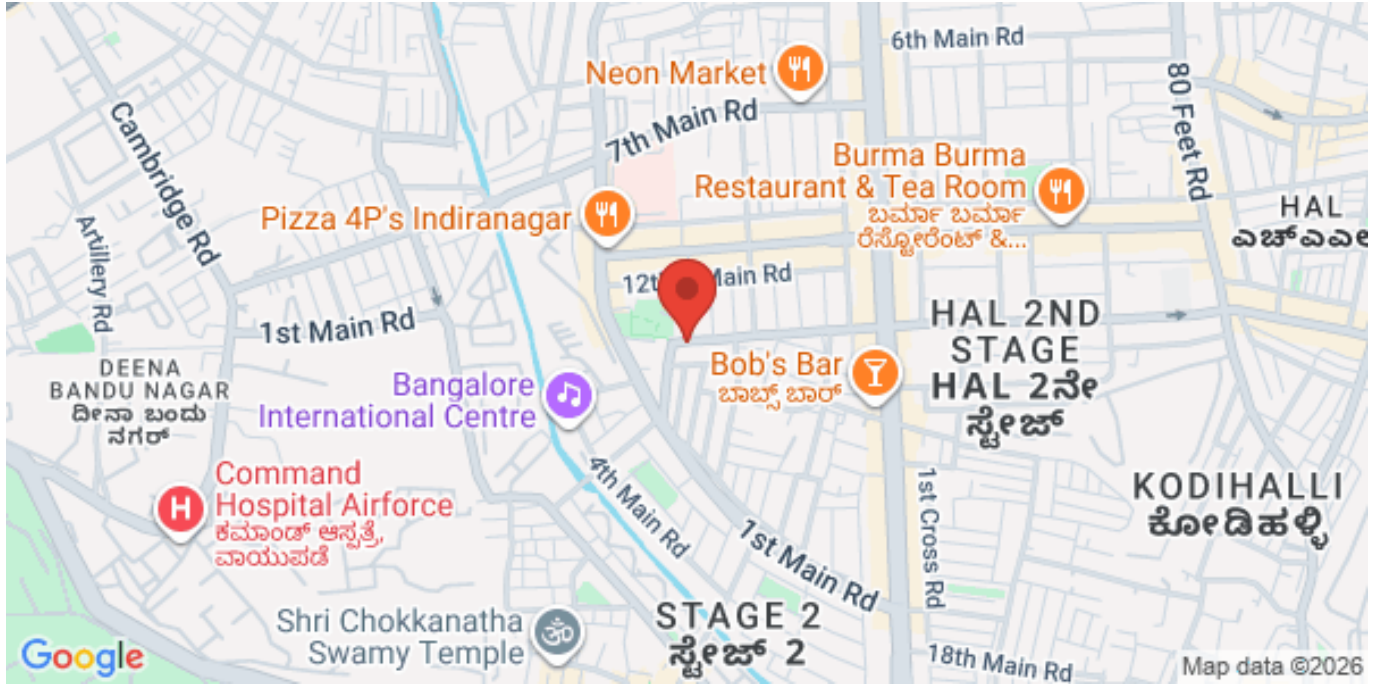 6th Main Rd
Neon Market
80 Feet Rd
Cambridge Rd
7th Main Rd
Burma Burma
Restaurant & Tea Room
ಬರ್ಮಾ ಬರ್ಮಾ
ರೆಸ್ಟೋರೆಂಟ್ &...
Pizza 4P's Indiranagar
HAL
ಎಚ್ಎಎಲ
Artillery Rd
12t
Main Rd
1st Main Rd
HAL 2ND
STAGE
HAL 2ನೇ
ಸ್ಟೇಜ್
DEENA
BANDU NAGAR
ದೀನಾ ಬಂದು
ನಗರ್
Bob's Bar
ಬಾಬ್ಸ್ ಬಾರ್
Bangalore
International Centre
Command
Hospital Airforce
ಕಮಾಂಡ್ ಆಸ್ಪತ್ರೆ,
ವಾಯುಪಡೆ
4th Main Rd
1st Main Rd
1st Cross Rd
KODIHALLI
ಕೋಡಿಹಳ್ಳಿ
Shri Chokkanatha
Swamy Temple
STAGE 2
ಸ್ಟೇಜ್ 2
18th Main Rd
Google
Map data ©2026